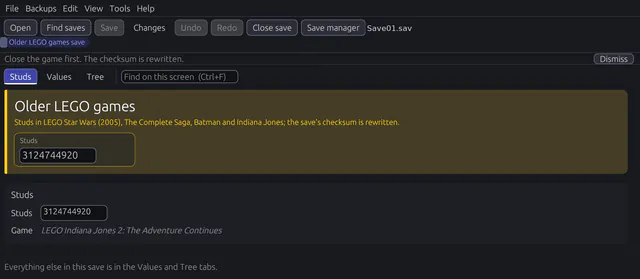 File Backups Edit View Tools Help
Open Find saves Save Changes Undo Redo Close save Save manager Save01.sav
Older LEGO games save
Close the game first. The checksum is rewritten. Dismiss
Studs Values Tree Find on this screen (Ctrl+F)
Older LEGO games
Studs in LEGO Star Wars (2005), The Complete Saga, Batman and Indiana Jones; the save's checksum is rewritten.
Studs
3124744920
Studs
Studs 3124744920
Game LEGO Indiana Jones 2: The Adventure Continues
Everything else in this save is in the Values and Tree tabs.